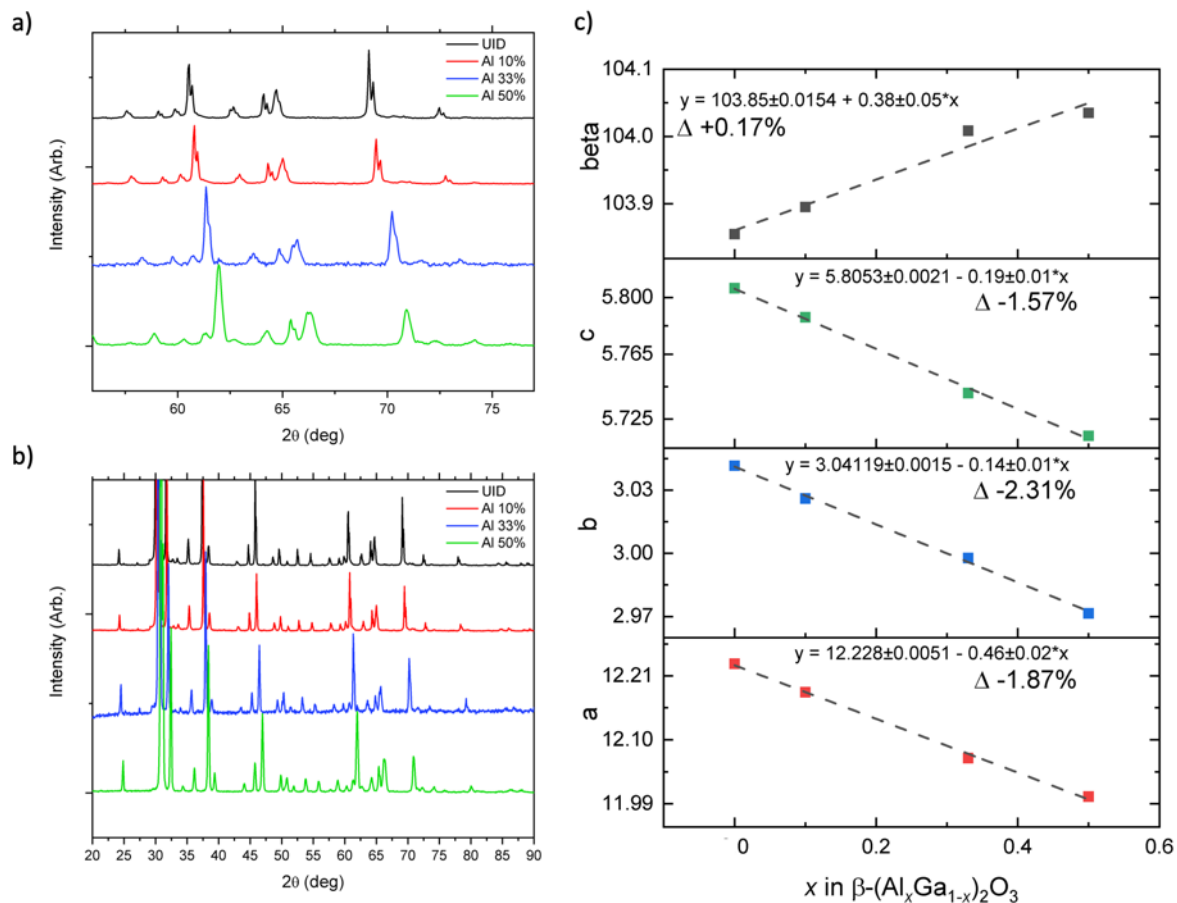 a)
UID
Al 10%
Al 33%
Al 50%
Intensity (Arb.)
60 65 70 75
2θ (deg)
b)
UID
Al 10%
Al 33%
Al 50%
Intensity (Arb.)
20 25 30 35 40 45 50 55 60 65 70 75 80 85 90
2θ (deg)
c)
104.1
104.0
103.9
beta
y = 103.85±0.0154 + 0.38±0.05*x
Δ +0.17%
5.800
5.765
5.725
c
y = 5.8053±0.0021 - 0.19±0.01*x
Δ -1.57%
3.03
3.00
2.97
b
y = 3.04119±0.0015 - 0.14±0.01*x
Δ -2.31%
12.21
12.10
11.99
a
y = 12.228±0.0051 - 0.46±0.02*x
Δ -1.87%
0 0.2 0.4 0.6
x in β-(AlₓGa₁₋ₓ)₂O₃